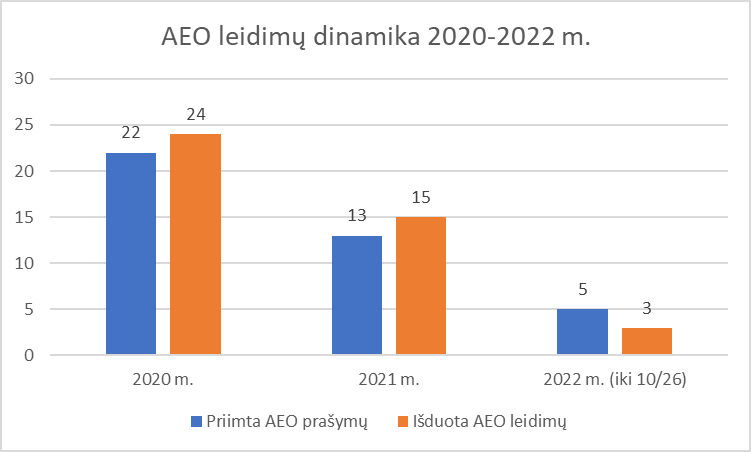 AEO leidimų dinamika 2020-2022 m.
30
25
20
15
10
5
0
22
24
13
15
5
3
2020 m.
2021 m.
2022 m. (iki 10/26)
Priimta AEO prašymų
Išduota AEO leidimų